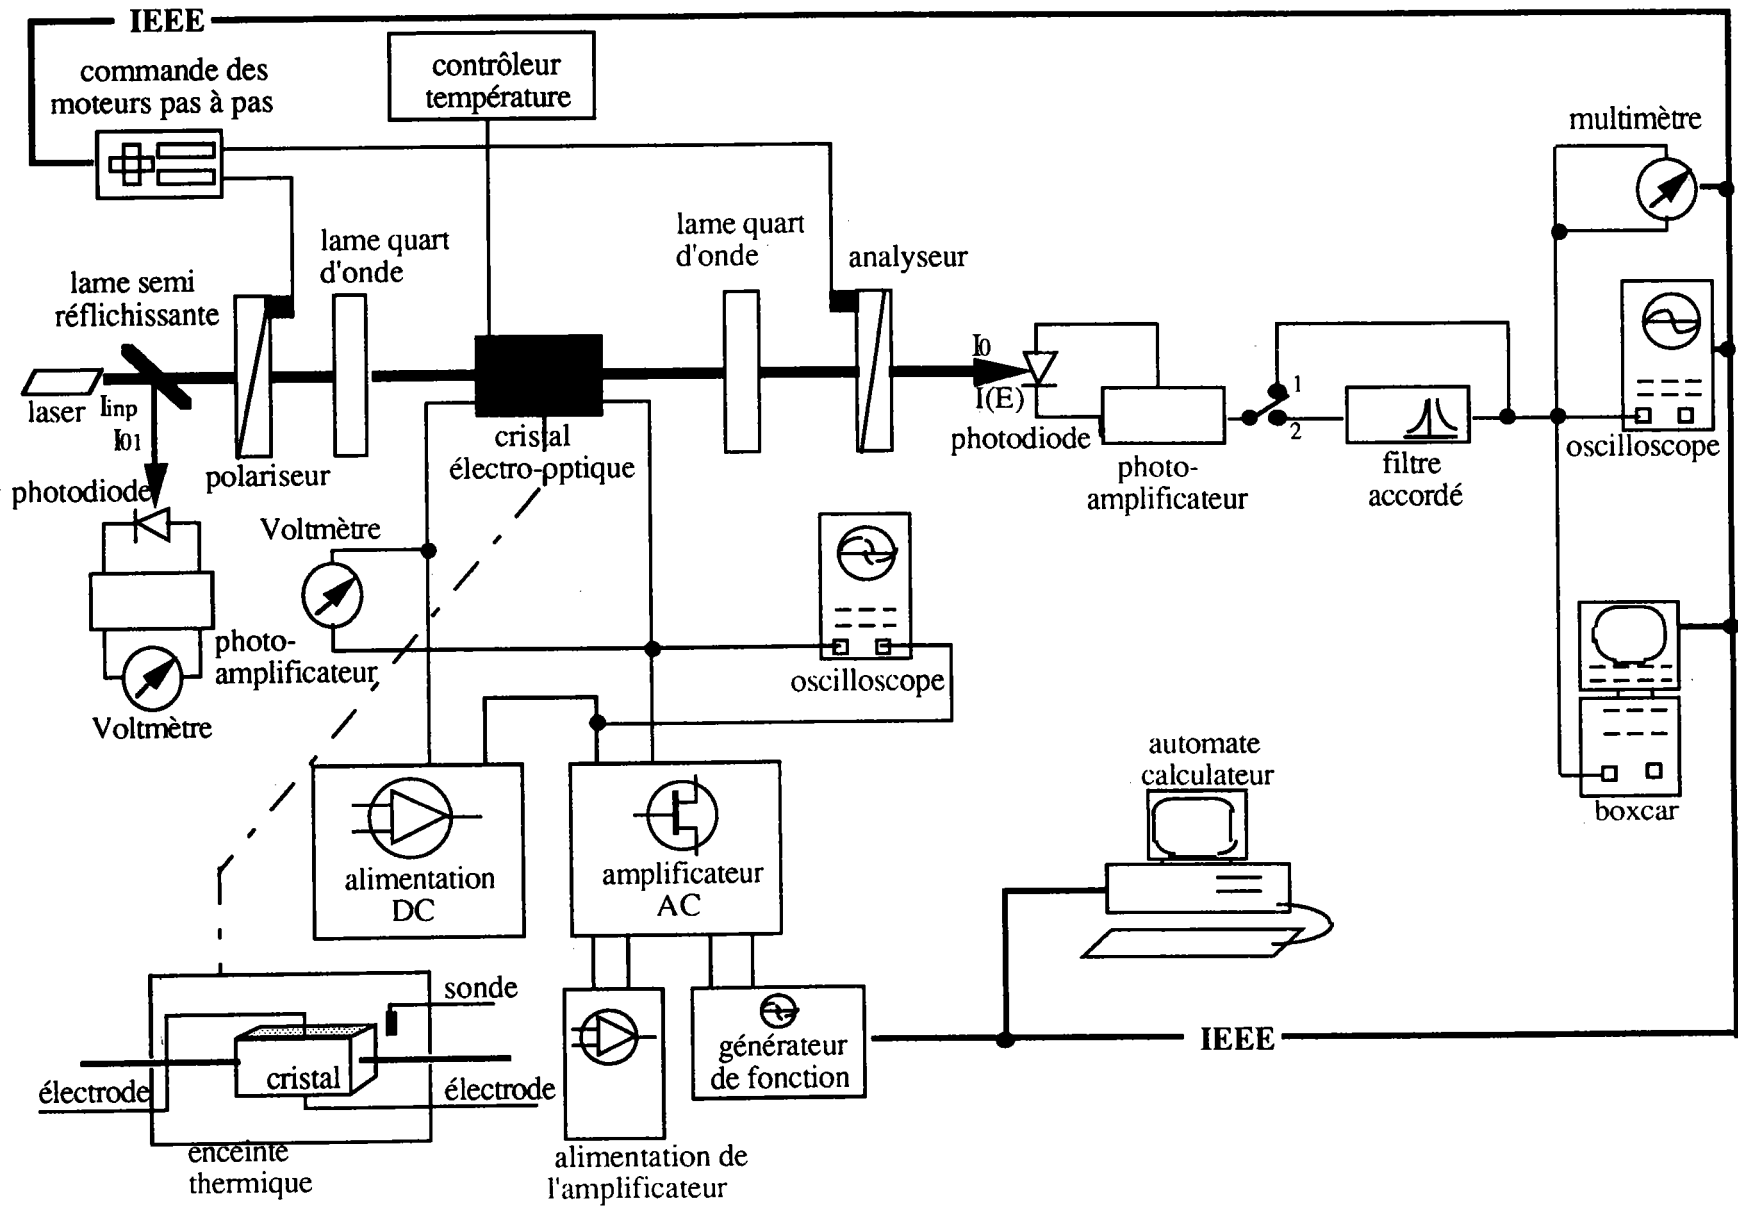 IEEE
commande des
moteurs pas à pas
contrôleur
température
multimètre
lame quart
d'onde
lame quart
d'onde
analyseur
lame semi
réflichissante
laser
Iinp
I01
polariseur
cristal
électro-optique
I0
I(E)
photodiode
photo-
amplificateur
1
2
filtre
accordé
oscilloscope
photodiode
photo-
amplificateur
Voltmètre
Voltmètre
oscilloscope
alimentation
DC
amplificateur
AC
automate
calculateur
boxcar
sonde
cristal
électrode
électrode
enceinte
thermique
générateur
de fonction
IEEE
alimentation de
l'amplificateur